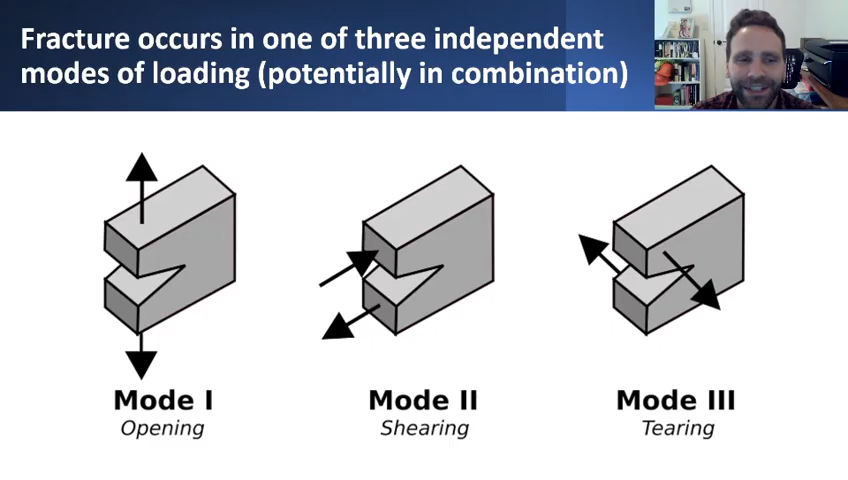 Fracture occurs in one of three independent
modes of loading (potentially in combination)
Mode I
Opening
Mode II
Shearing
Mode III
Tearing